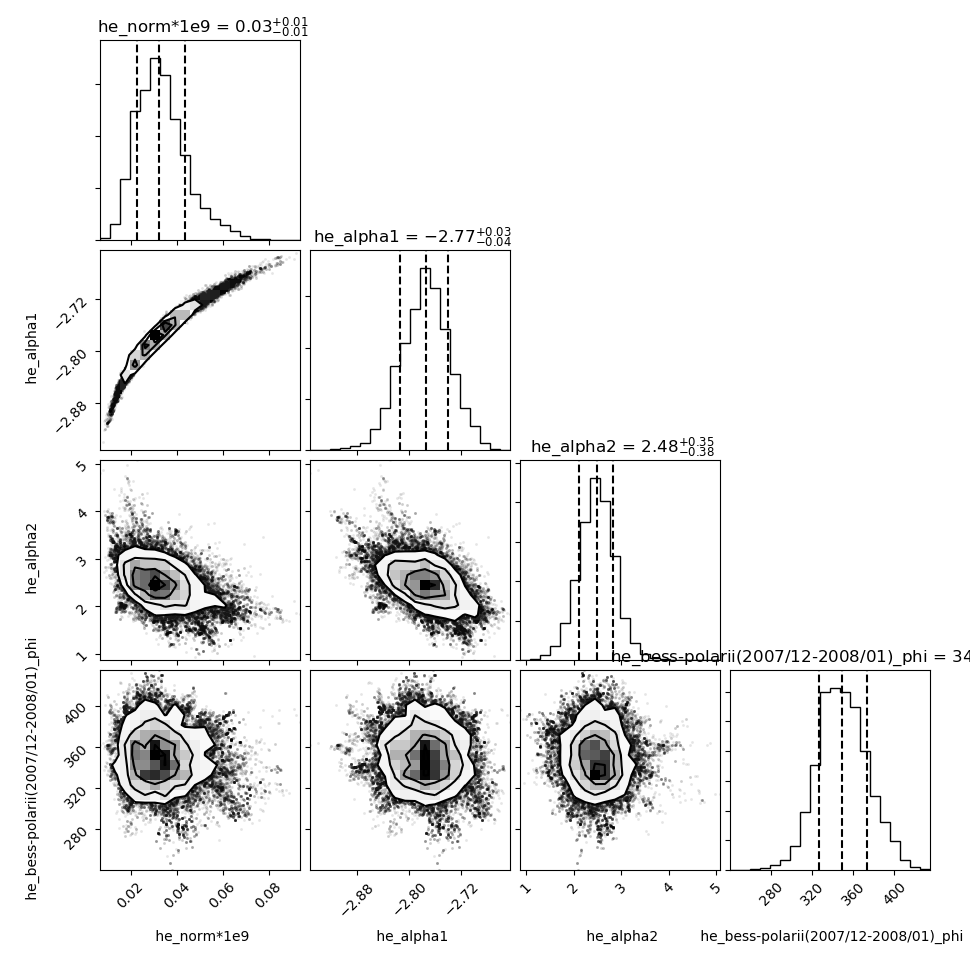 he_norm*1e9 = 0.03+0.01−0.01
he_alpha1 = −2.77+0.03−0.04
−2.72
−2.80
−2.88
he_alpha1
he_alpha2 = 2.48+0.35−0.38
5
4
3
2
1
he_alpha2
he_bess-polarii(2007/12-2008/01)_phi = 34
400
360
320
280
he_bess-polarii(2007/12-2008/01)_phi
0.02 0.04 0.06 0.08
−2.88 −2.80 −2.72
1 2 3 4 5
280 320 360 400
he_norm*1e9
he_alpha1
he_alpha2
he_bess-polarii(2007/12-2008/01)_phi